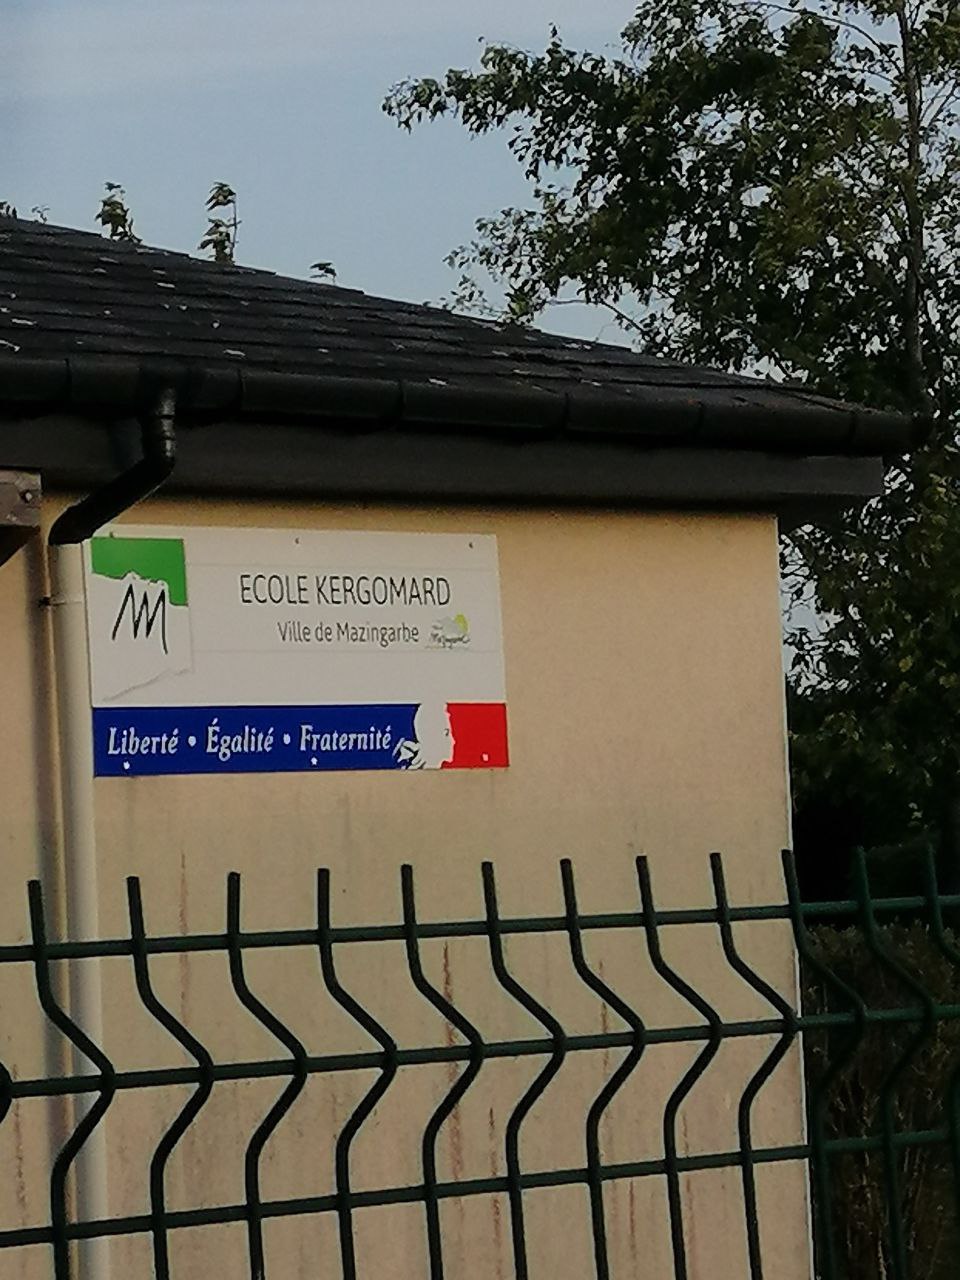 ECOLE KERGOMARD
Ville de Mazingarbe
Liberté • Égalité • Fraternité